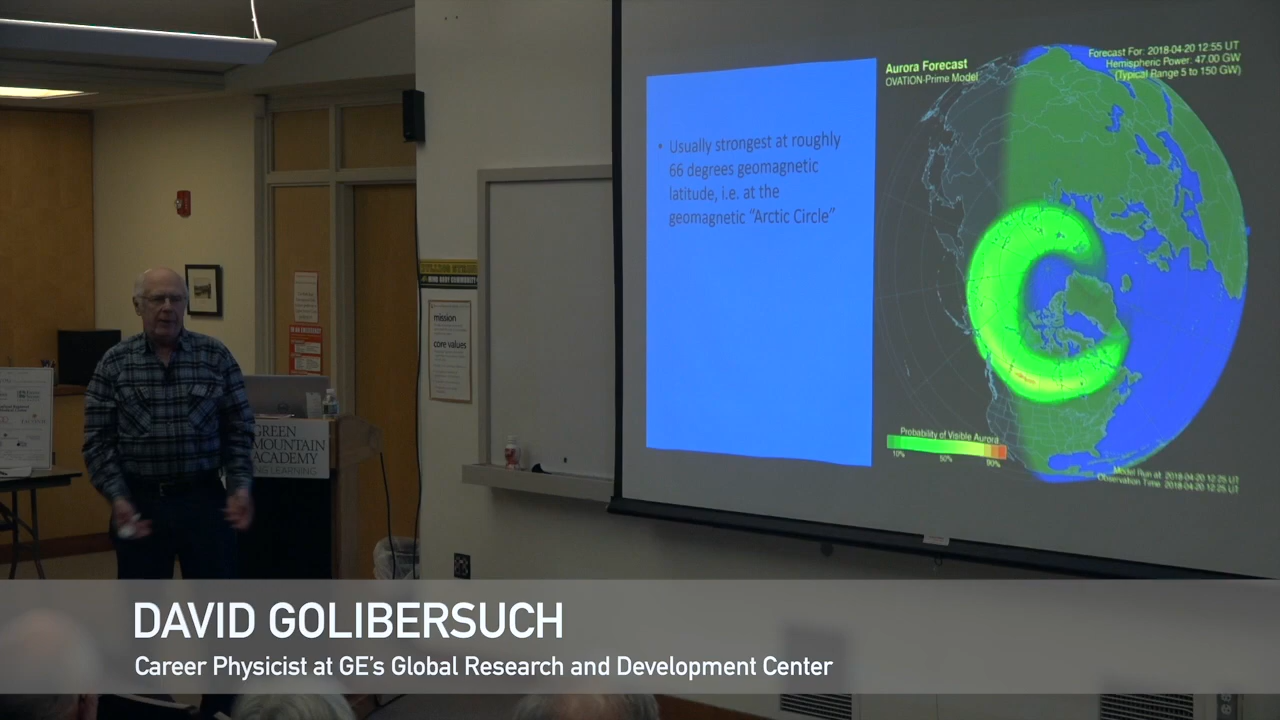 Aurora Forecast
OVATION-Prime Model
Forecast For: 2018-04-20 12:55 UT
Hemispheric Power: 47.00 GW
(Typical Range 5 to 150 GW)
• Usually strongest at roughly
66 degrees geomagnetic
latitude, i.e. at the
geomagnetic “Arctic Circle”
Probability of Visible Aurora
10%
50%
90%
Model Run at: 2018-04-20 12:25 UT
Observation Time: 2018-04-20 12:25 UT
mission
core values
GREEN
MOUNTAIN
ACADEMY
LEARNING
DAVID GOLIBERSUCH
Career Physicist at GE’s Global Research and Development Center